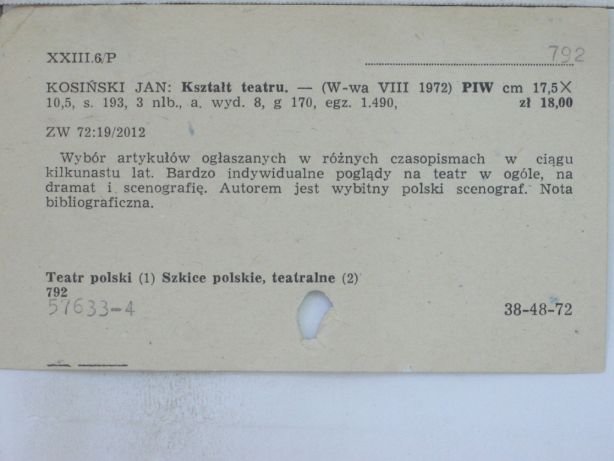 XXIII.6/P
792
KOSIŃSKI JAN: Kształt teatru. — (W-wa VIII 1972) PIW cm 17,5×
10,5, s. 193, 3 nlb., a. wyd. 8, g 170, egz. 1.490, zł 18,00
ZW 72:19/2012
Wybór artykułów ogłaszanych w różnych czasopismach w ciągu
kilkunastu lat. Bardzo indywidualne poglądy na teatr w ogóle, na
dramat i scenografię. Autorem jest wybitny polski scenograf. Nota
bibliograficzna.
Teatr polski (1) Szkice polskie, teatralne (2)
792
57633-4
38-48-72